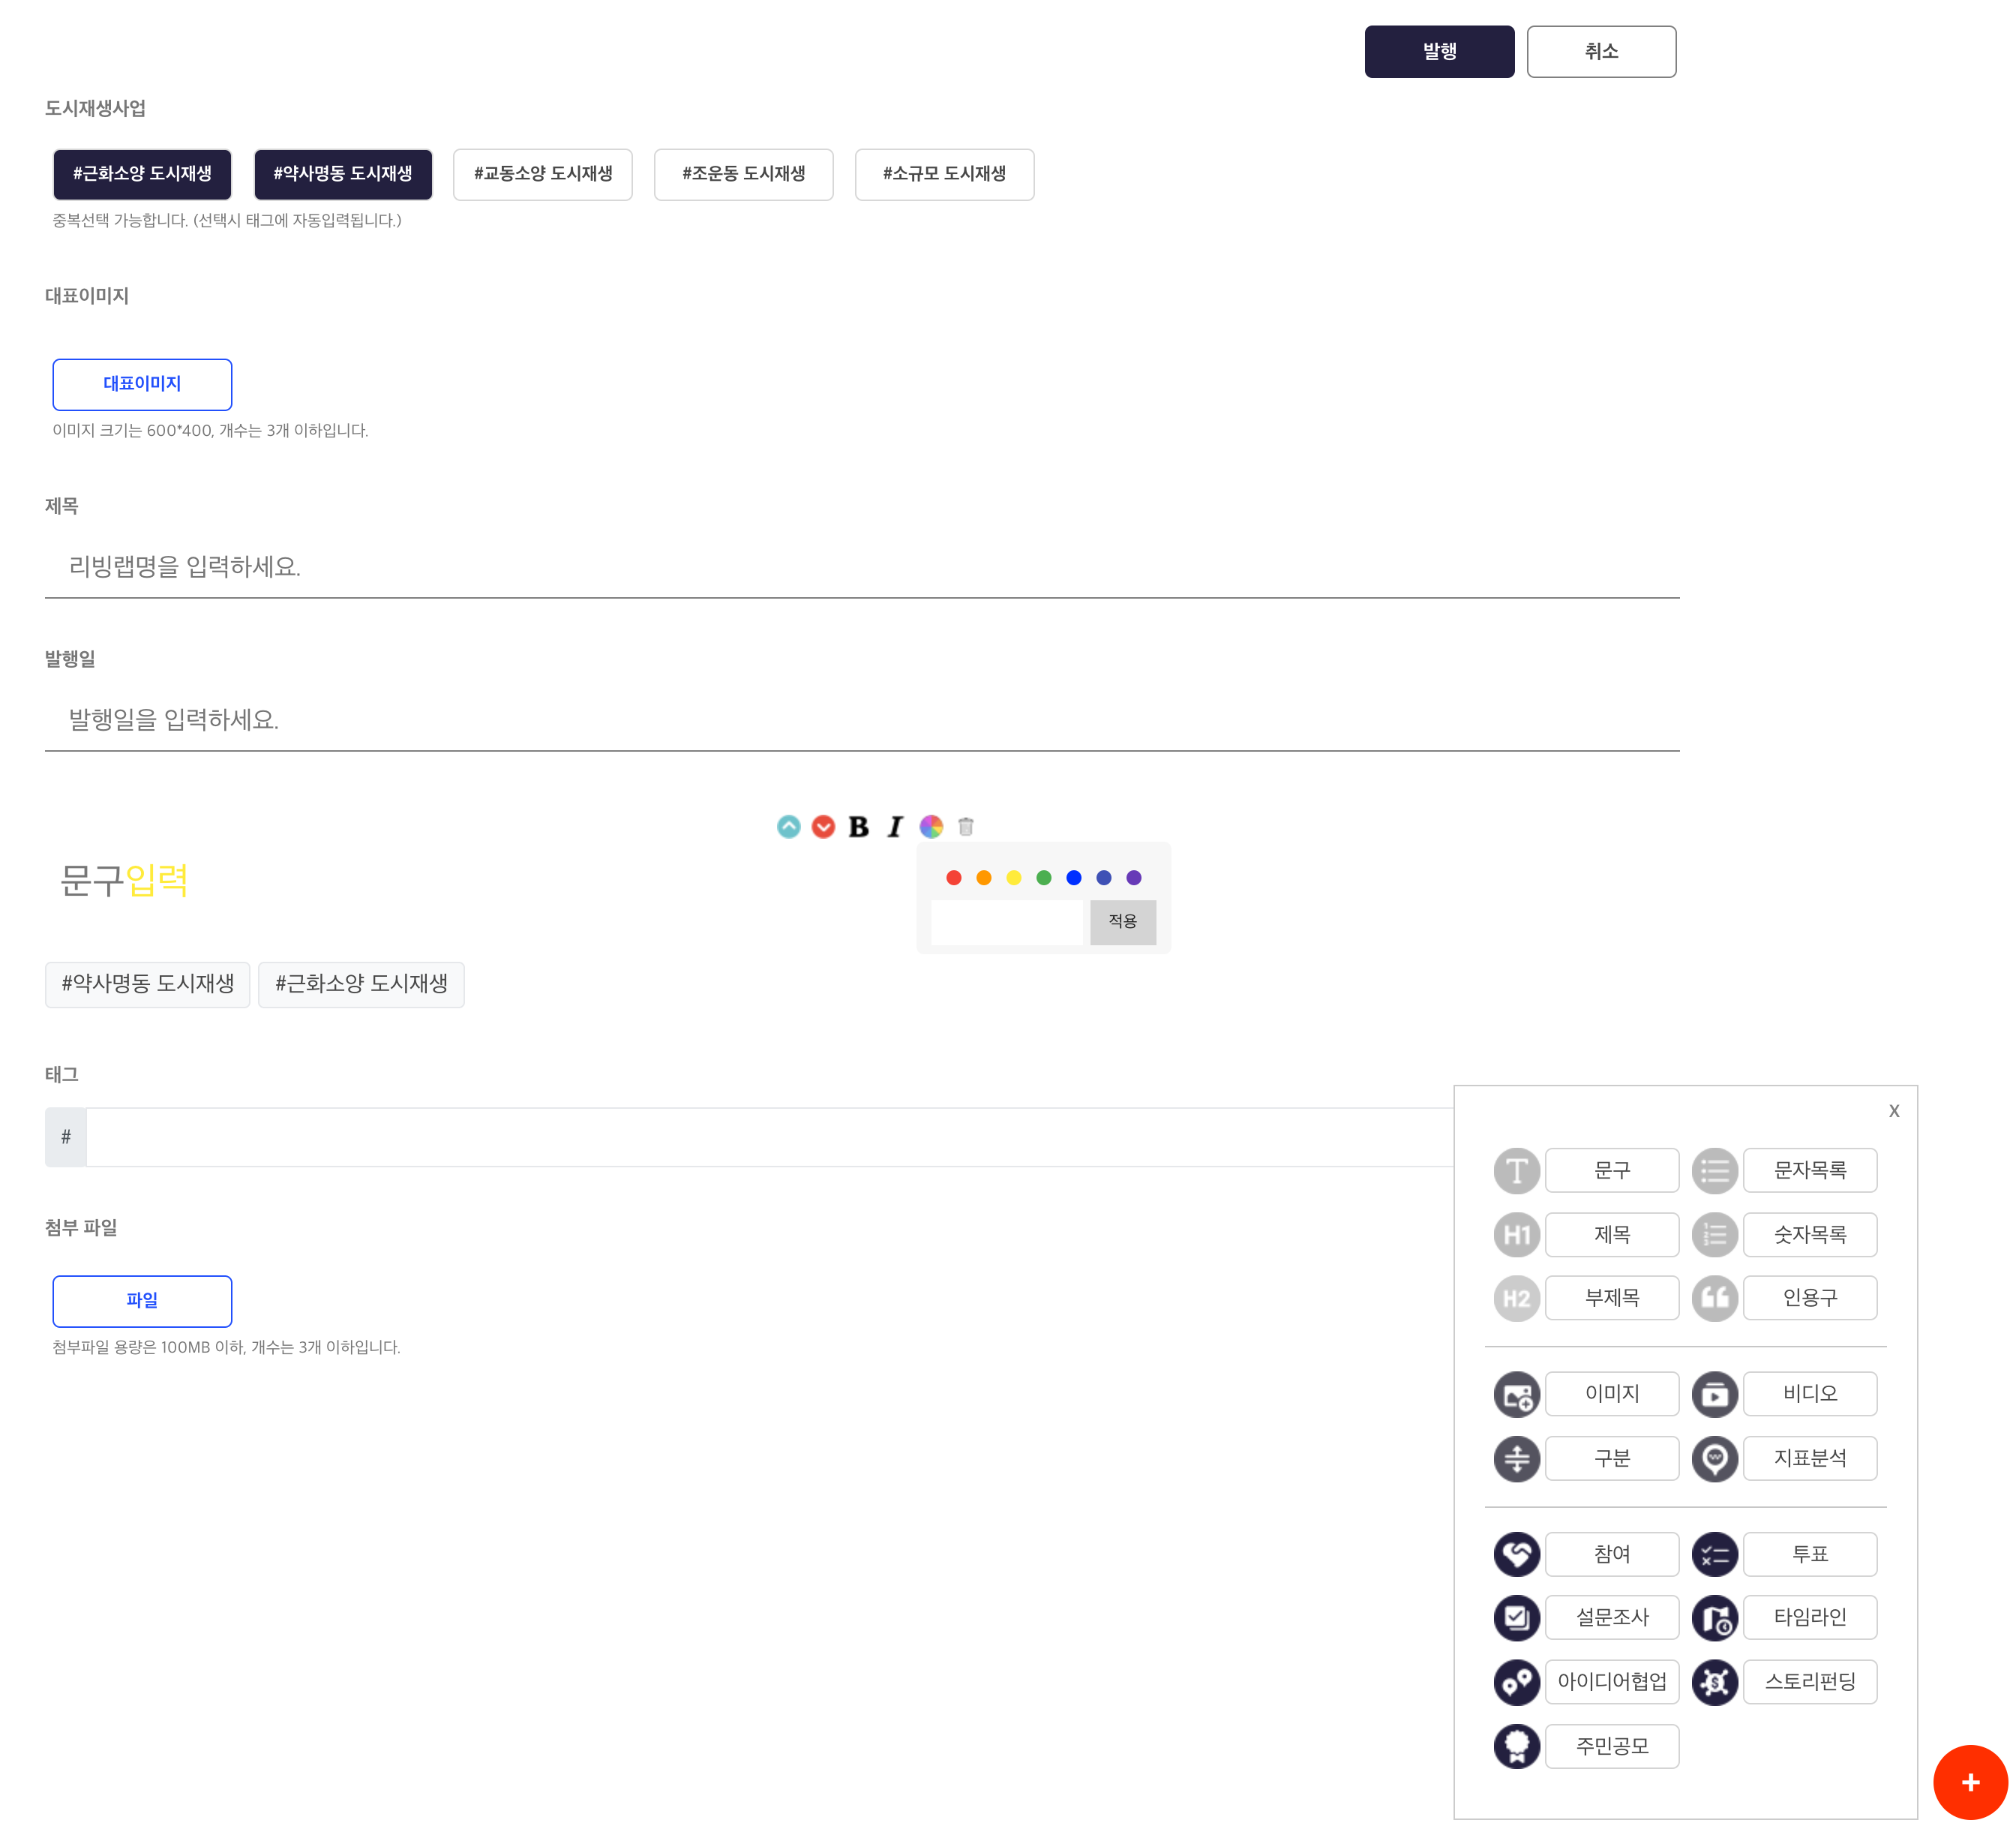 발행 취소
도시재생사업
#근화소양 도시재생 #약사명동 도시재생 #교동소양 도시재생 #조운동 도시재생 #소규모 도시재생
중복선택 가능합니다. (선택시 태그에 자동입력됩니다.)
대표이미지
대표이미지
이미지 크기는 600*400, 개수는 3개 이하입니다.
제목
리빙랩명을 입력하세요.
발행일
발행일을 입력하세요.
B I
문구입력
적용
#약사명동 도시재생 #근화소양 도시재생
태그
#
첨부 파일
파일
첨부파일 용량은 100MB 이하, 개수는 3개 이하입니다.
X
T 문구 문자목록
H1 제목 1 2 3 숫자목록
H2 부제목 인용구
이미지 비디오
구분 지표분석
참여 투표
설문조사 타임라인
아이디어협업 $ 스토리펀딩
주민공모
+